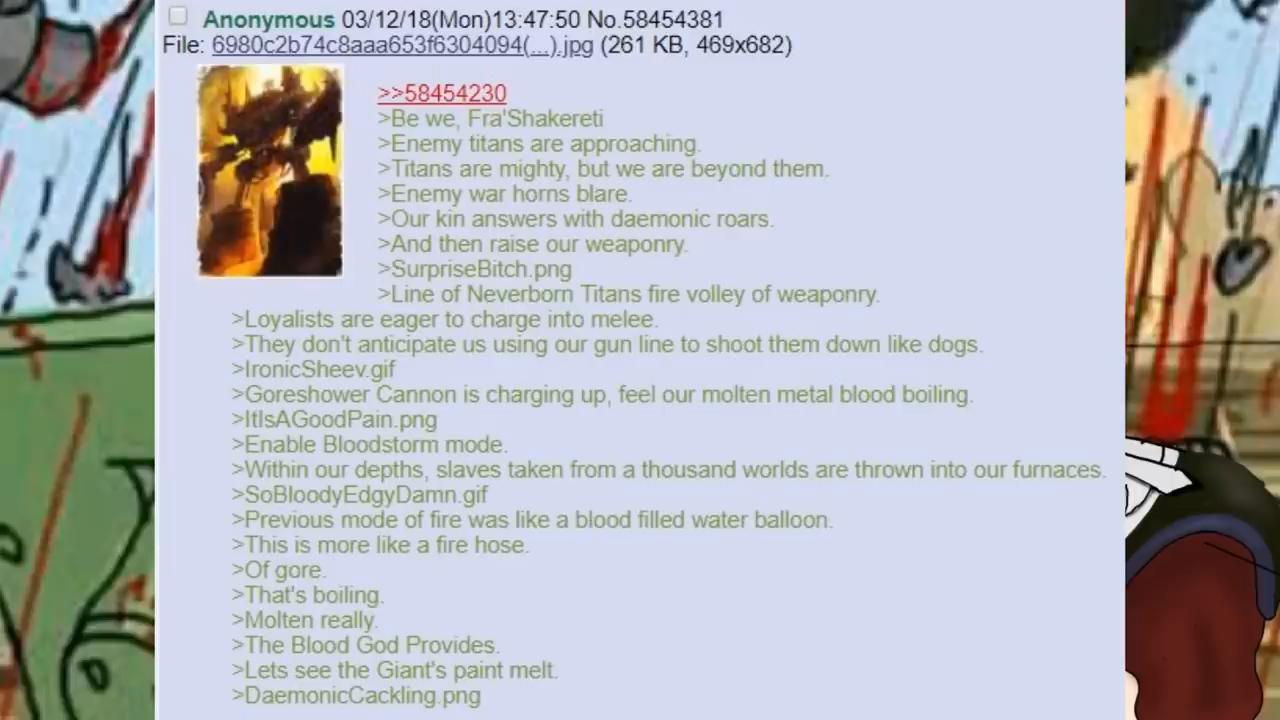 Anonymous 03/12/18(Mon)13:47:50 No.58454381
File: 6980c2b74c8aaa653f6304094(...).jpg (261 KB, 469x682)
>>58454230
>Be we, Fra'Shakereti
>Enemy titans are approaching.
>Titans are mighty, but we are beyond them.
>Enemy war horns blare.
>Our kin answers with daemonic roars.
>And then raise our weaponry.
>SurpriseBitch.png
>Line of Neverborn Titans fire volley of weaponry.
>Loyalists are eager to charge into melee.
>They don't anticipate us using our gun line to shoot them down like dogs.
>IronicSheev.gif
>Goreshower Cannon is charging up, feel our molten metal blood boiling.
>ItIsAGoodPain.png
>Enable Bloodstorm mode.
>Within our depths, slaves taken from a thousand worlds are thrown into our furnaces.
>SoBloodyEdgyDamn.gif
>Previous mode of fire was like a blood filled water balloon.
>This is more like a fire hose.
>Of gore.
>That's boiling.
>Molten really.
>The Blood God Provides.
>Lets see the Giant's paint melt.
>DaemonicCackling.png